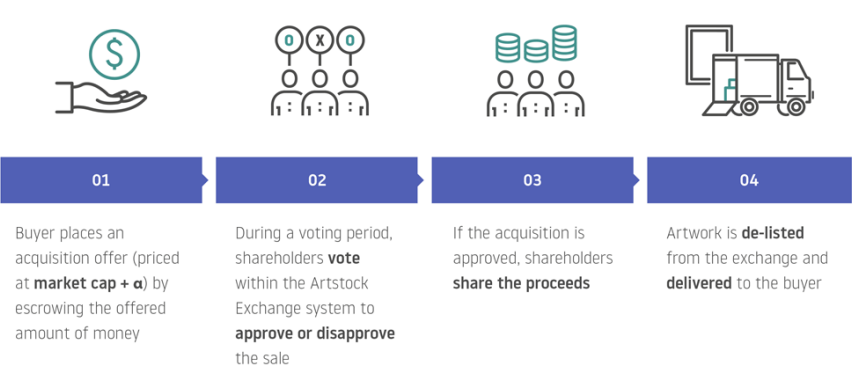 $
O X O
01
Buyer places an
acquisition offer (priced
at market cap + α) by
escrowing the offered
amount of money
02
During a voting period,
shareholders vote
within the Artstock
Exchange system to
approve or disapprove
the sale
03
If the acquisition is
approved, shareholders
share the proceeds
04
Artwork is de-listed
from the exchange and
delivered to the buyer